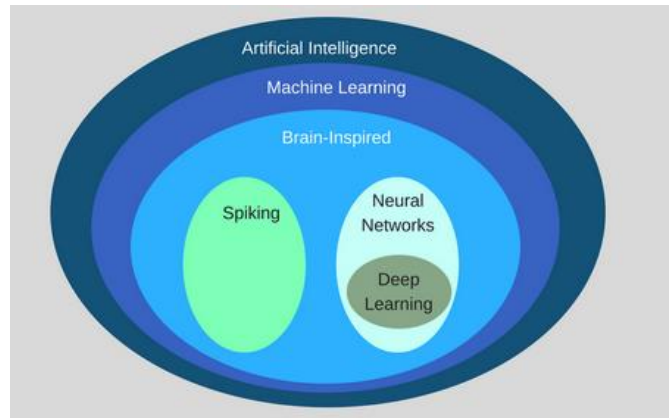 Artificial Intelligence
Machine Learning
Brain-Inspired
Spiking
Neural
Networks
Deep
Learning